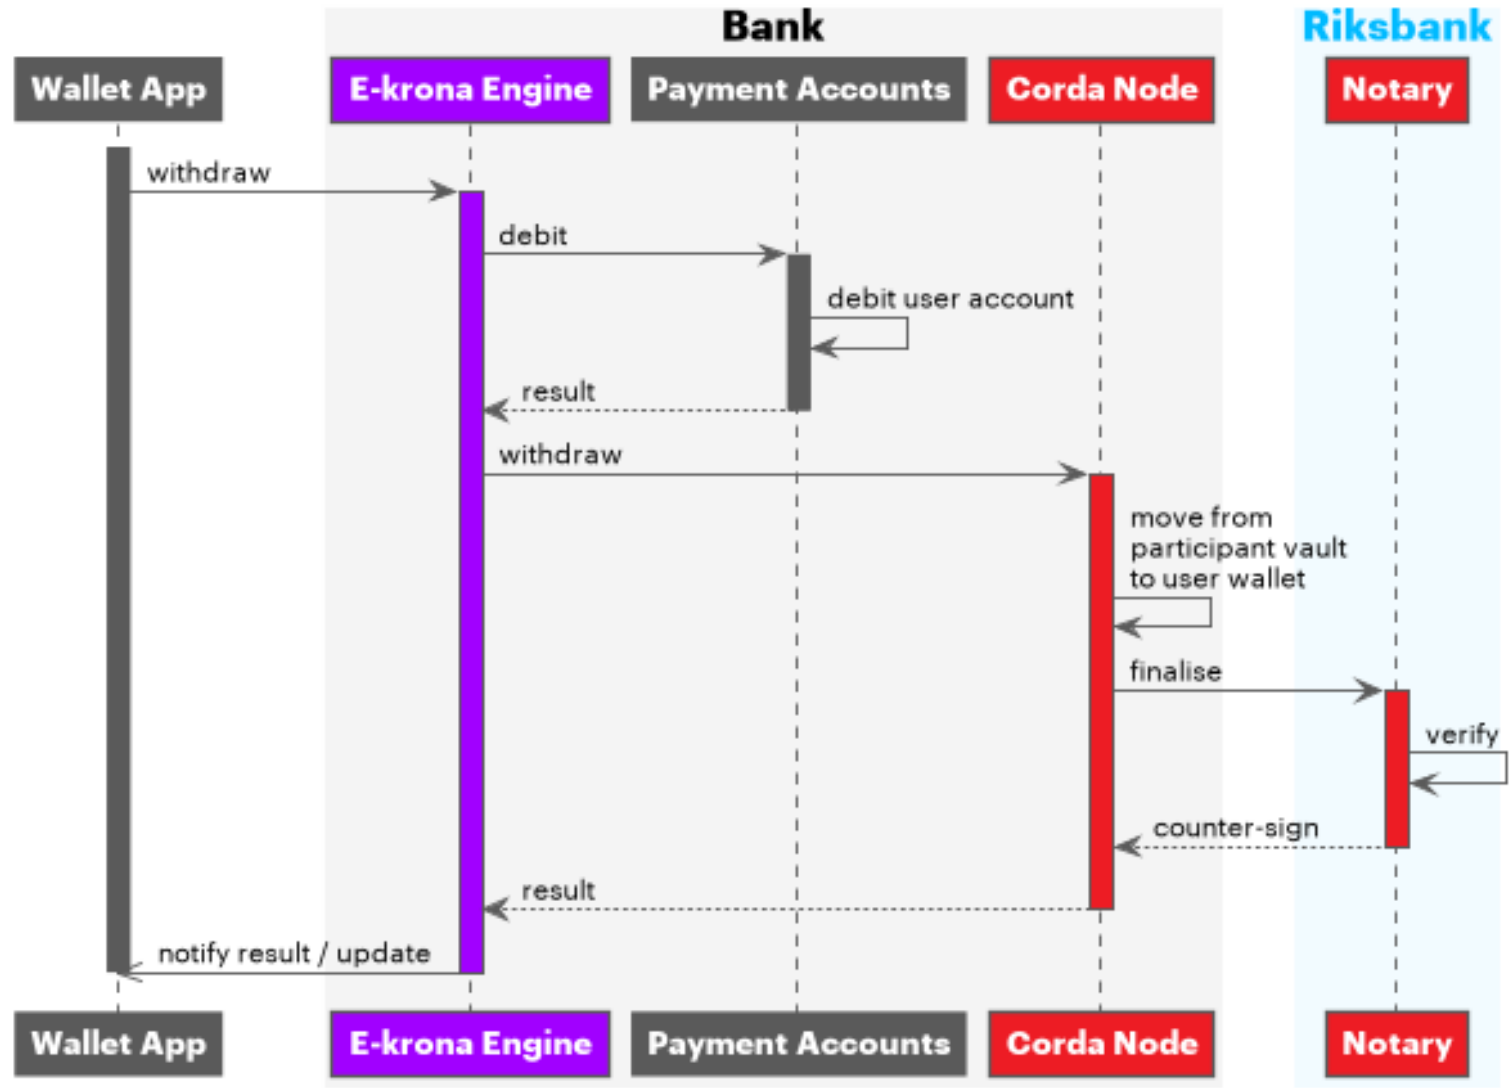 Bank
Riksbank
Wallet App
E-krona Engine
Payment Accounts
Corda Node
Notary
withdraw
debit
debit user account
result
withdraw
move from
participant vault
to user wallet
finalise
verify
counter-sign
result
notify result / update
Wallet App
E-krona Engine
Payment Accounts
Corda Node
Notary